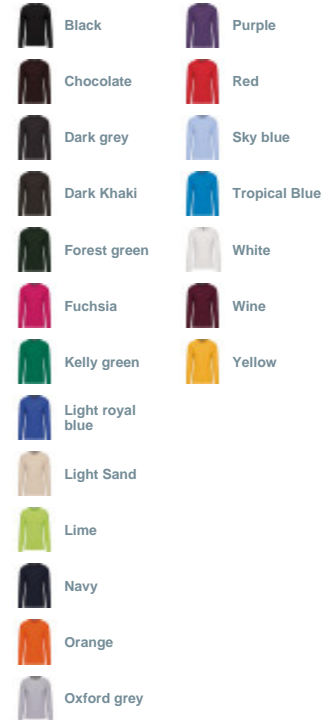 Black
Chocolate
Dark grey
Dark Khaki
Forest green
Fuchsia
Kelly green
Light royal
blue
Light Sand
Lime
Navy
Orange
Oxford grey
Purple
Red
Sky blue
Tropical Blue
White
Wine
Yellow